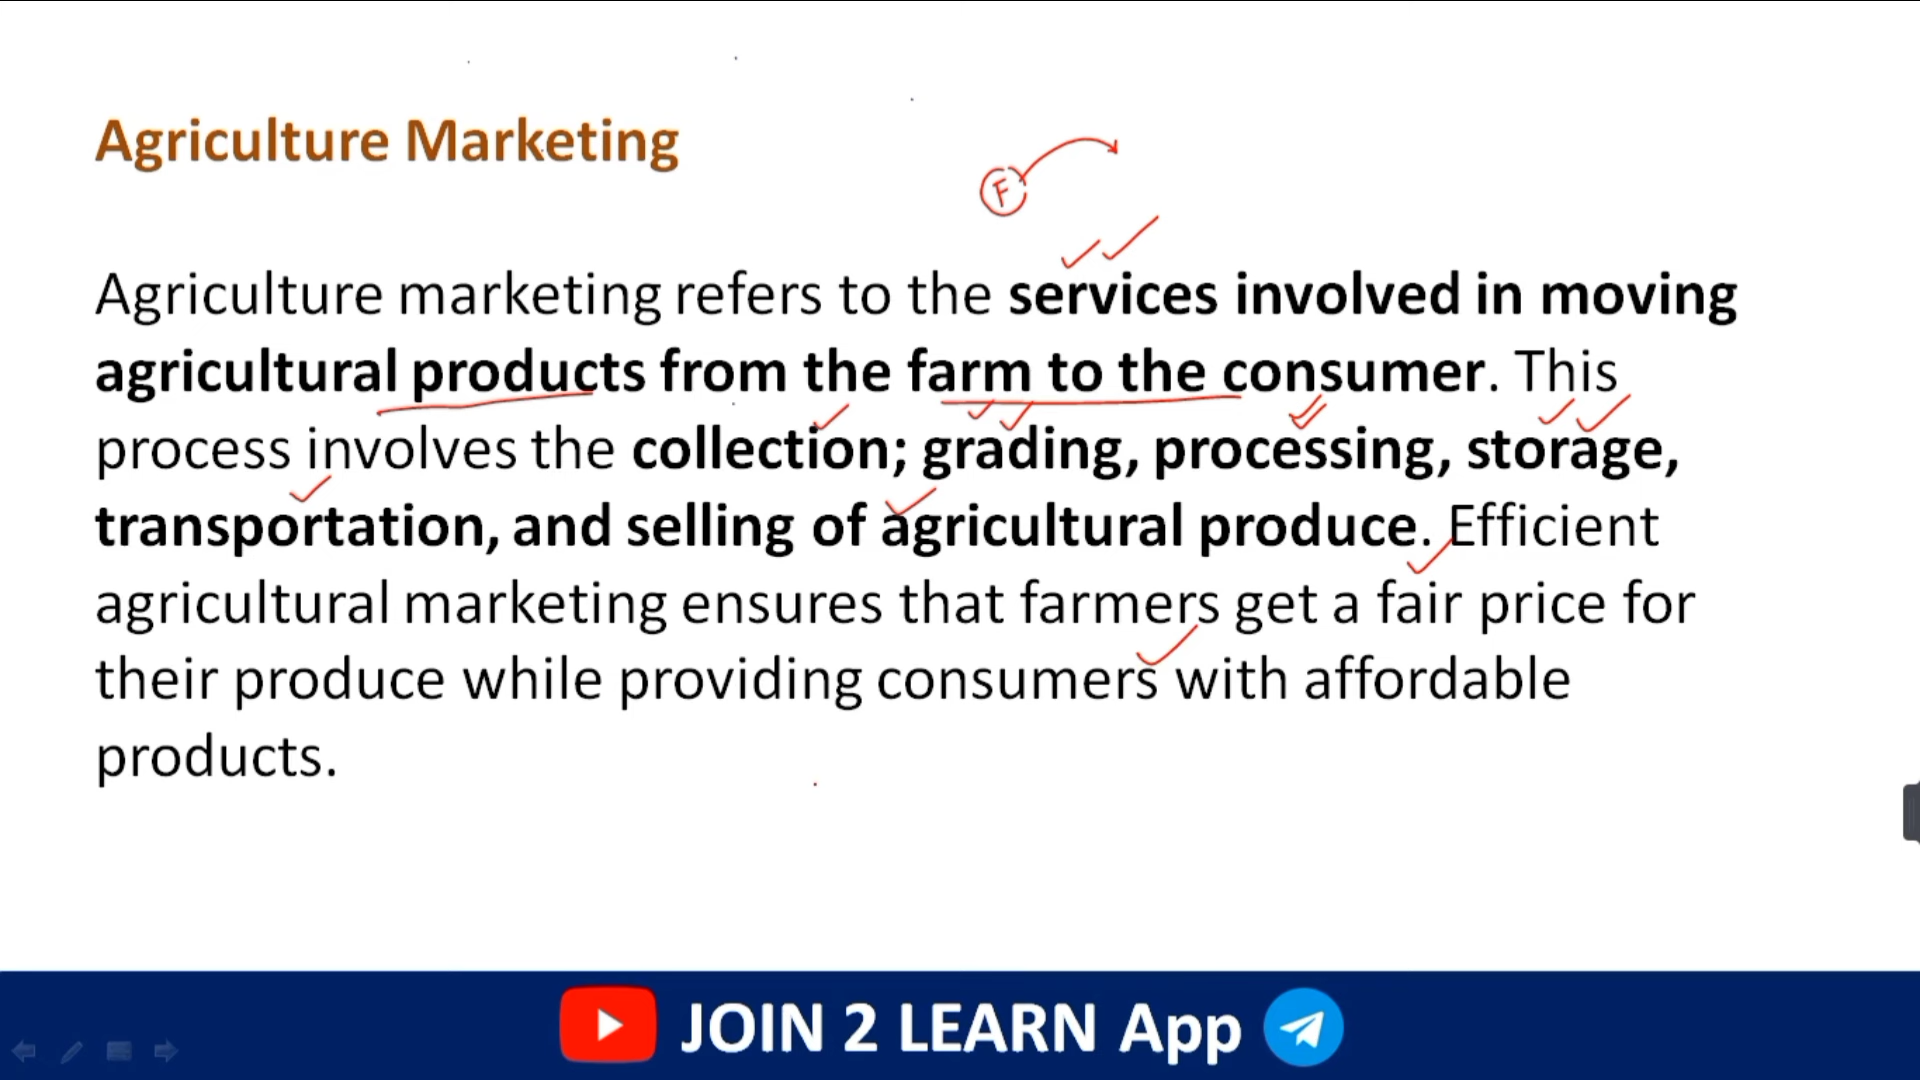 Agriculture Marketing
F
Agriculture marketing refers to the services involved in moving
agricultural products from the farm to the consumer. This
process involves the collection; grading, processing, storage,
transportation, and selling of agricultural produce. Efficient
agricultural marketing ensures that farmers get a fair price for
their produce while providing consumers with affordable
products.
JOIN 2 LEARN App